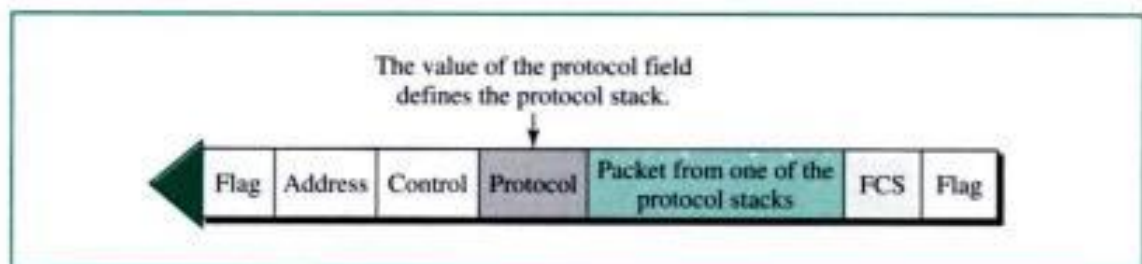 The value of the protocol field
defines the protocol stack.
Flag Address Control Protocol Packet from one of the
protocol stacks FCS Flag